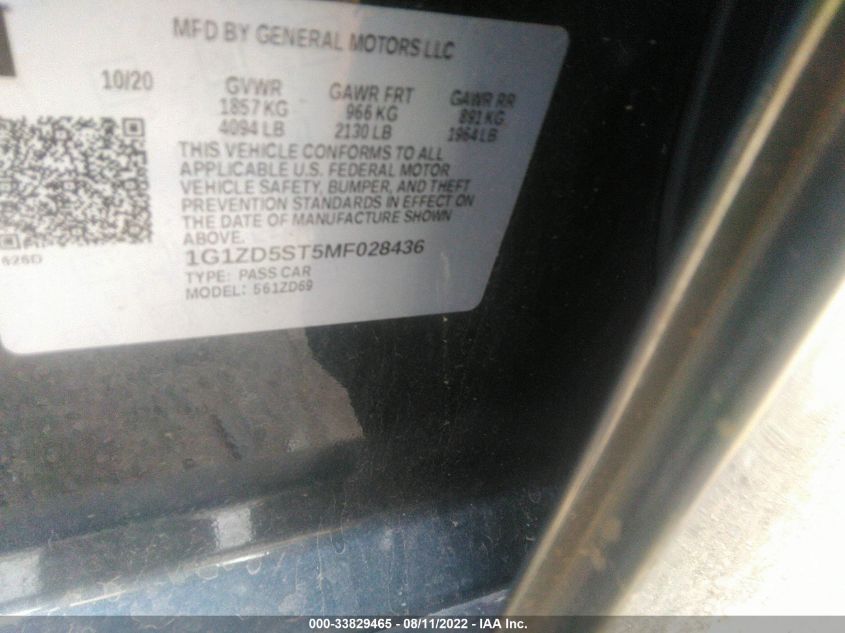 MFD BY GENERAL MOTORS LLC
10/20 GVWR GAWR FRT GAWR RR
1857 KG 966 KG 891 KG
4094 LB 2130 LB 1964 LB
THIS VEHICLE CONFORMS TO ALL
APPLICABLE U.S. FEDERAL MOTOR
VEHICLE SAFETY, BUMPER, AND THEFT
PREVENTION STANDARDS IN EFFECT ON
THE DATE OF MANUFACTURE SHOWN
ABOVE.
1G1ZD5ST5MF028436
TYPE: PASS CAR
MODEL: 561ZD69
000-33829465 - 08/11/2022 - IAA Inc.